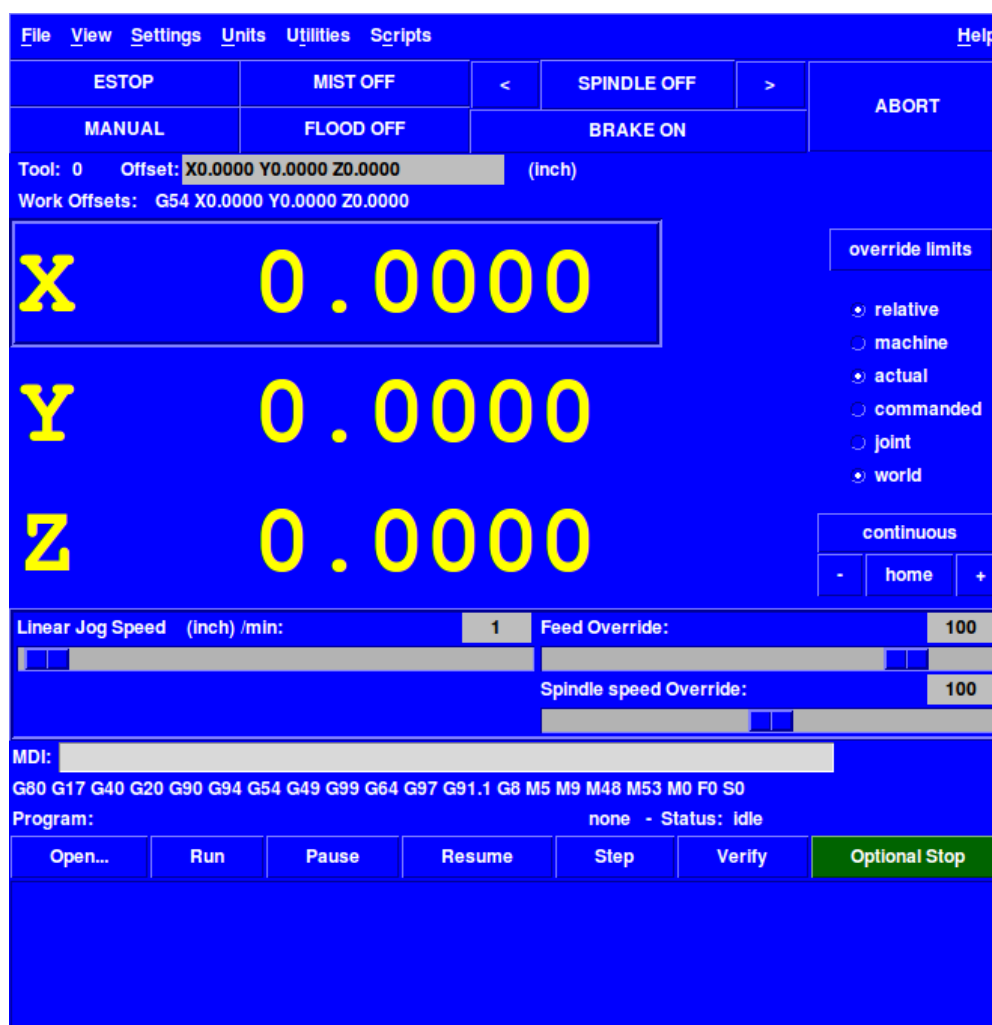 File View Settings Units Utilities Scripts Help
ESTOP MIST OFF < SPINDLE OFF > ABORT
MANUAL FLOOD OFF BRAKE ON
Tool: 0 Offset: X0.0000 Y0.0000 Z0.0000 (inch)
Work Offsets: G54 X0.0000 Y0.0000 Z0.0000
override limits
X 0.0000
relative
machine
actual
Y 0.0000
commanded
joint
world
Z 0.0000
continuous
- home +
Linear Jog Speed (inch) /min: 1 Feed Override: 100
Spindle speed Override: 100
MDI:
G80 G17 G40 G20 G90 G94 G54 G49 G99 G64 G97 G91.1 G8 M5 M9 M48 M53 M0 F0 S0
Program: none - Status: idle
Open... Run Pause Resume Step Verify Optional Stop